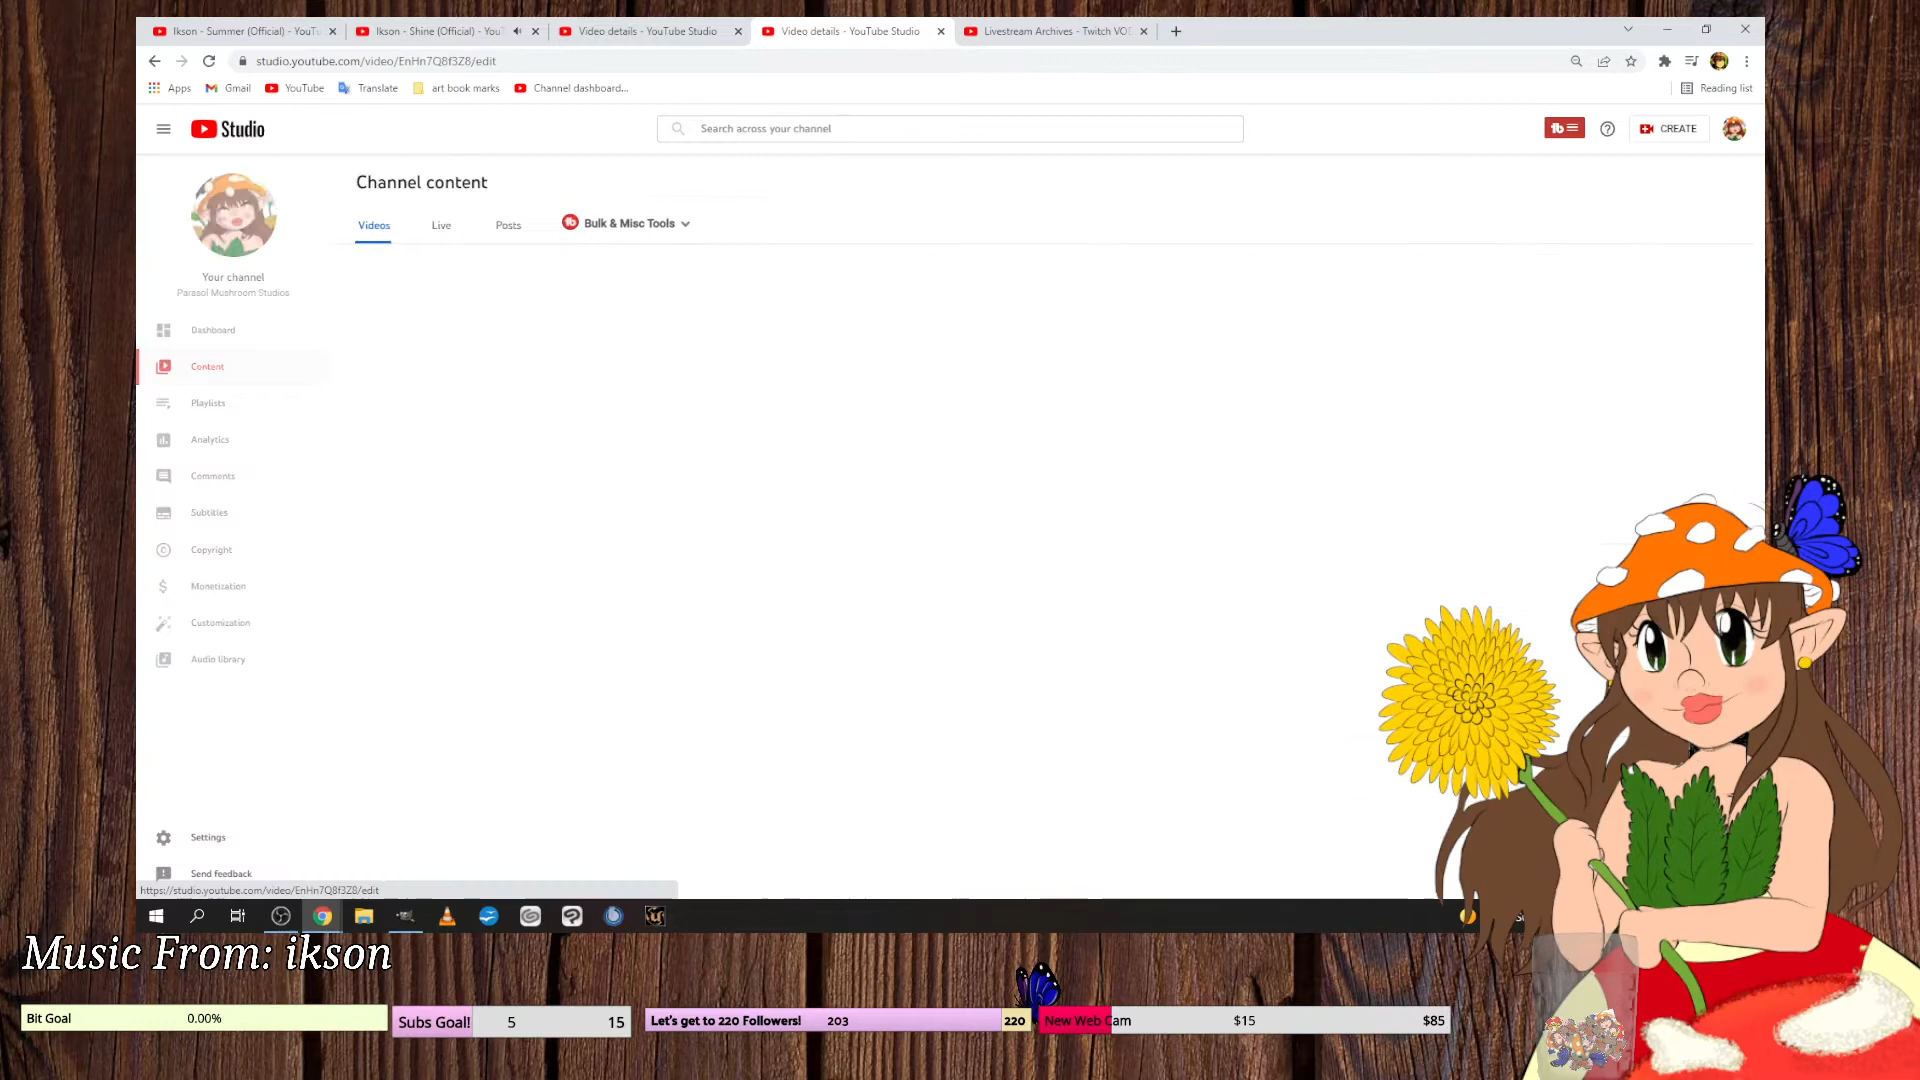 Ikson - Summer (Official) - YouTu
Ikson - Shine (Official) - You
Video details - YouTube Studio
Video details - YouTube Studio
Livestream Archives - Twitch VO
studio.youtube.com/video/EnHn7Q8f3Z8/edit
Apps
Gmail
YouTube
Translate
art book marks
Channel dashboard...
Reading list
Studio
Search across your channel
CREATE
Channel content
Videos
Live
Posts
Bulk & Misc Tools
Your channel
Parasol Mushroom Studios
Dashboard
Content
Playlists
Analytics
Comments
Subtitles
Copyright
Monetization
Customization
Audio library
Settings
Send feedback
https://studio.youtube.com/video/EnHn7Q8f3Z8/edit
Music From: ikson
Bit Goal 0.00%
Subs Goal! 5 15
Let's get to 220 Followers! 203 220
New Web Cam $15 $85